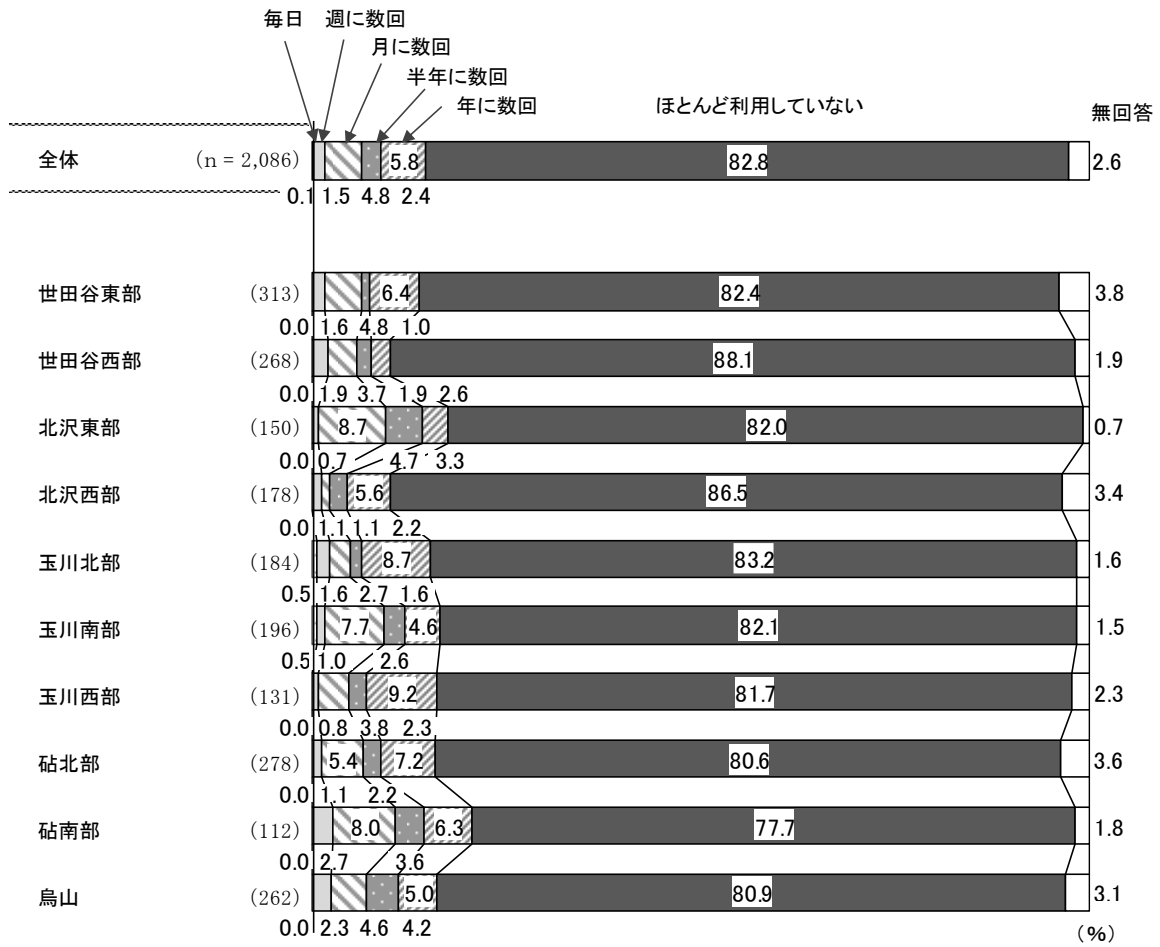 毎日 週に数回
月に数回
半年に数回
年に数回 ほとんど利用していない 無回答
全体 (n = 2,086) 5.8 82.8 2.6
0.1 1.5 4.8 2.4
世田谷東部 (313) 6.4 82.4 3.8
0.0 1.6 4.8 1.0
世田谷西部 (268) 88.1 1.9
0.0 1.9 3.7 1.9 2.6
北沢東部 (150) 8.7 82.0 0.7
0.0 0.7 4.7 3.3
北沢西部 (178) 5.6 86.5 3.4
0.0 1.1 1.1 2.2
玉川北部 (184) 8.7 83.2 1.6
0.5 1.6 2.7 1.6
玉川南部 (196) 7.7 4.6 82.1 1.5
0.5 1.0 2.6
玉川西部 (131) 9.2 81.7 2.3
0.0 0.8 3.8 2.3
砧北部 (278) 5.4 7.2 80.6 3.6
0.0 1.1 2.2
砧南部 (112) 8.0 6.3 77.7 1.8
0.0 2.7 3.6
烏山 (262) 5.0 80.9 3.1
0.0 2.3 4.6 4.2 (%)